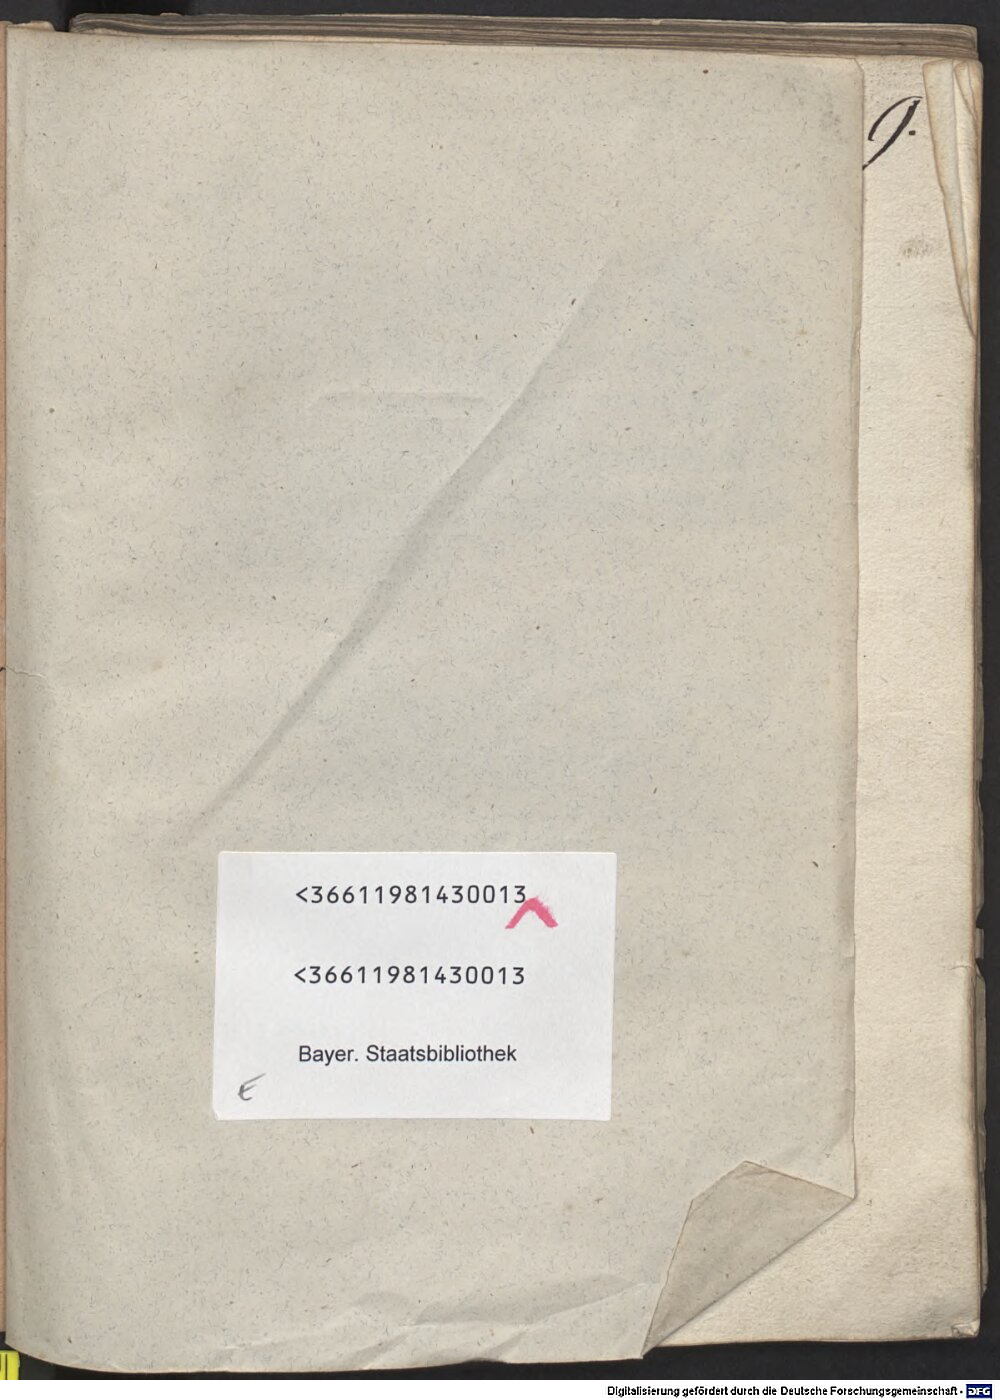 9.
<36611981430013
<36611981430013
Bayer. Staatsbibliothek
€
Digitalisierung gefördert durch die Deutsche Forschungsgemeinschaft - DFG